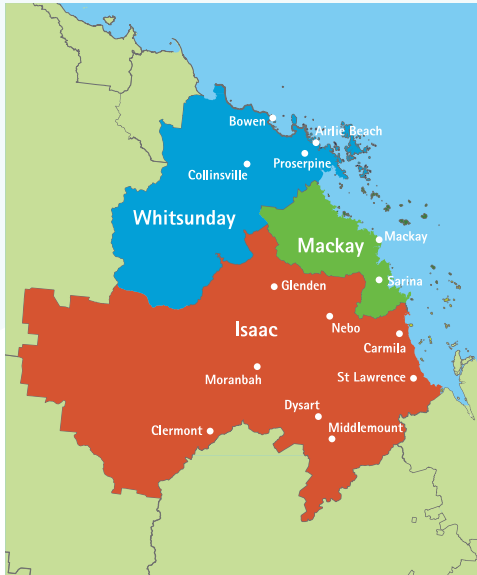 Bowen
Airlie Beach
Proserpine
Collinsville
Whitsunday
Mackay
Mackay
Sarina
Glenden
Isaac
Nebo
Carmila
Moranbah
St Lawrence
Dysart
Clermont
Middlemount